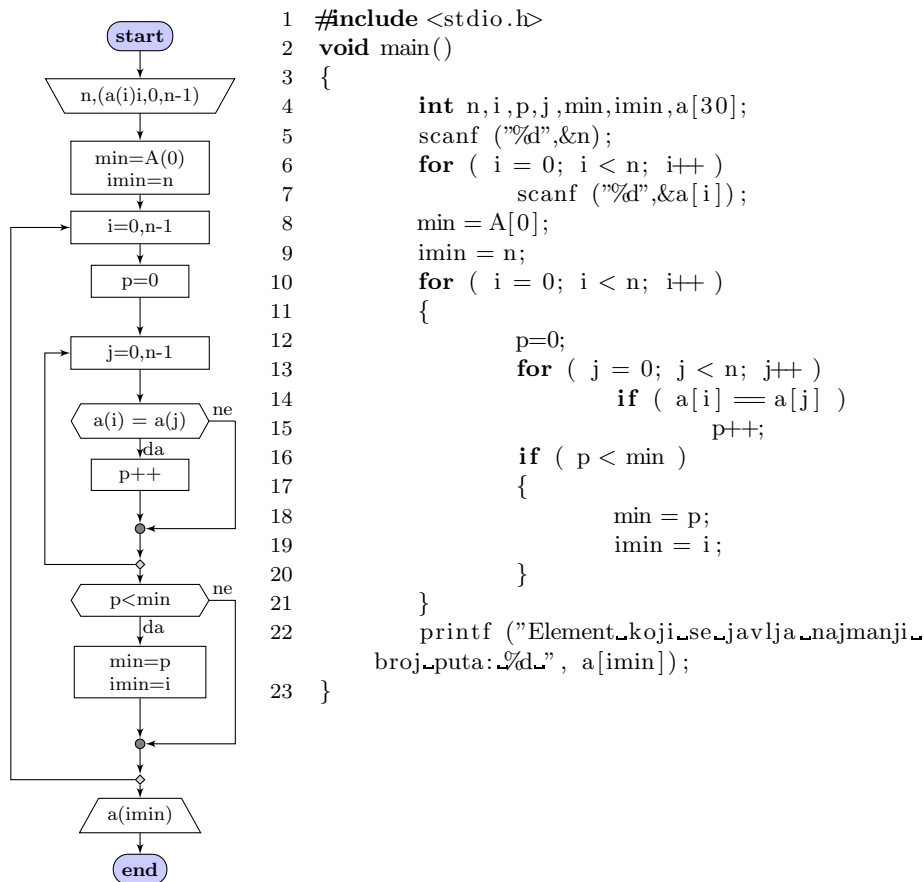 start
n,(a(i)i,0,n-1)
min=A(0)
imin=n
i=0,n-1
p=0
j=0,n-1
a(i) = a(j)
ne
da
p++
p<min
ne
da
min=p
imin=i
a(imin)
end
1 #include <stdio.h>
2 void main()
3 {
4 int n,i,p,j,min,imin,a[30];
5 scanf ("%d",&n);
6 for ( i = 0; i < n; i++ )
7 scanf ("%d",&a[i]);
8 min = A[0];
9 imin = n;
10 for ( i = 0; i < n; i++ )
11 {
12 p=0;
13 for ( j = 0; j < n; j++ )
14 if ( a[i] == a[j] )
15 p++;
16 if ( p < min )
17 {
18 min = p;
19 imin = i;
20 }
21 }
22 printf ("Element␣koji␣se␣javlja␣najmanji␣
broj␣puta:␣%d␣", a[imin]);
23 }